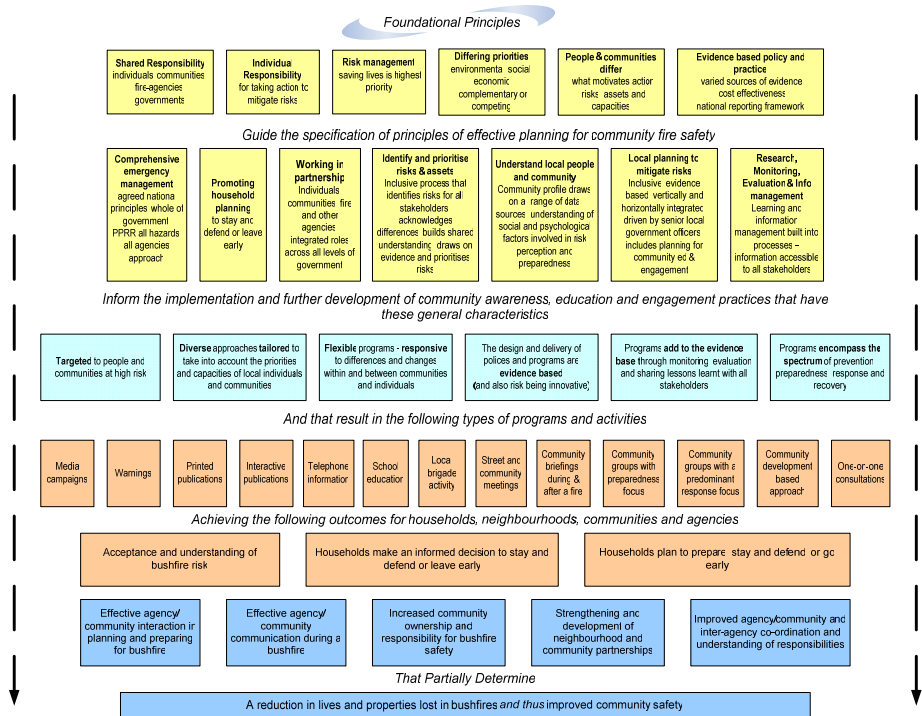 Foundational Principles
Shared Responsibility
individuals communities
fire-agencies
governments
Individual
Responsibility
for taking action to
mitigate risks
Risk management
saving lives is highest
priority
Differing priorities
environmental social
economic
complementary or
competing
People & communities
differ
what motivates action
risks assets and
capacities
Evidence based policy and
practice
varied sources of evidence
cost effectiveness
national reporting framework
Guide the specification of principles of effective planning for community fire safety
Comprehensive
emergency
management
agreed national
principles whole of
government
PPRR all hazards
all agencies
approach
Promoting
household
planning
to stay and
defend or leave
early
Working in
partnership
Individuals
communities fire
and other
agencies
integrated roles
across all levels of
government
Identify and prioritise
risks & assets
Inclusive process that
identifies risks for all
stakeholders
acknowledges
differences builds shared
understanding draws on
evidence and prioritises
risks
Understand local people
and community
Community profile draws
on a range of data
sources understanding of
social and psychological
factors involved in risk
perception and
preparedness
Local planning to
mitigate risks
Inclusive evidence
based vertically and
horizontally integrated
driven by senior local
government officers
includes planning for
community ed &
engagement
Research,
Monitoring,
Evaluation & Info
management
Learning and
information
management built into
processes –
information accessible
to all stakeholders
Inform the implementation and further development of community awareness, education and engagement practices that have
these general characteristics
Targeted to people and
communities at high risk
Diverse approaches tailored to
take into account the priorities
and capacities of local individuals
and communities
Flexible programs - responsive
to differences and changes
within and between communities
and individuals
The design and delivery of
polices and programs are
evidence based
(and also risk being innovative)
Programs add to the evidence
base through monitoring evaluation
and sharing lessons learnt with all
stakeholders
Programs encompass the
spectrum of prevention
preparedness response and
recovery
And that result in the following types of programs and activities
Media
campaigns
Warnings
Printed
publications
Interactive
publications
Telephone
information
School
education
Local
brigade
activity
Street and
community
meetings
Community
briefings
during &
after a fire
Community
groups with
preparedness
focus
Community
groups with a
predominant
response focus
Community
development
based
approach
One-or-one
consultations
Achieving the following outcomes for households, neighbourhoods, communities and agencies
Acceptance and understanding of
bushfire risk
Households make an informed decision to stay and
defend or leave early
Households plan to prepare stay and defend or go
early
Effective agency/
community interaction in
planning and preparing
for bushfire
Effective agency/
community
communication during a
bushfire
Increased community
ownership and
responsibility for bushfire
safety
Strengthening and
development of
neighbourhood and
community partnerships
Improved agency/community and
inter-agency co-ordination and
understanding of responsibilities
That Partially Determine
A reduction in lives and properties lost in bushfires and thus improved community safety